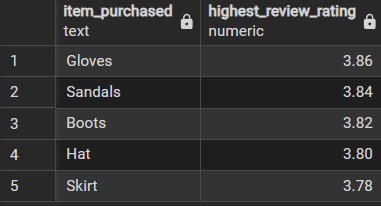 item_purchased highest_review_rating
text numeric
1 Gloves 3.86
2 Sandals 3.84
3 Boots 3.82
4 Hat 3.80
5 Skirt 3.78